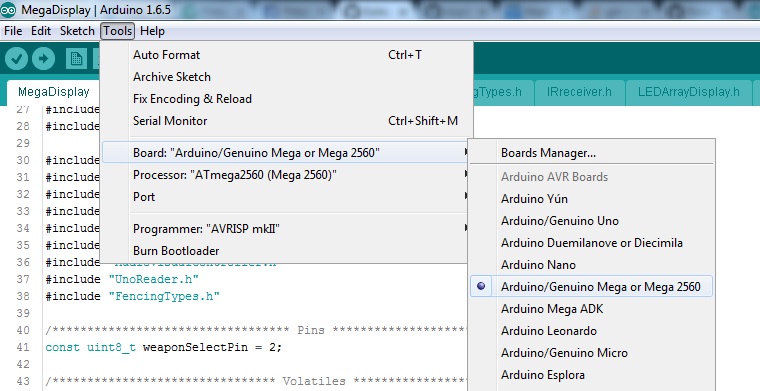 MegaDisplay | Arduino 1.6.5
File Edit Sketch Tools Help
Auto Format Ctrl+T
Archive Sketch
Fix Encoding & Reload
Serial Monitor Ctrl+Shift+M
Board: "Arduino/Genuino Mega or Mega 2560"
Processor: "ATmega2560 (Mega 2560)"
Port
Programmer: "AVRISP mkII"
Burn Bootloader
Boards Manager...
Arduino AVR Boards
Arduino Yún
Arduino/Genuino Uno
Arduino Duemilanove or Diecimila
Arduino Nano
Arduino/Genuino Mega or Mega 2560
Arduino Mega ADK
Arduino Leonardo
Arduino/Genuino Micro
Arduino Esplora
MegaDisplay gTypes.h IRreceiver.h LEDArrayDisplay.h
27 #include
28 #include
29
30 #include
31 #include
32 #include
33 #include
34 #include
35 #include
36 #include
37 #include "UnoReader.h"
38 #include "FencingTypes.h"
39
40 /******************************** Pins
41 const uint8_t weaponSelectPin = 2;
42
43 /****************************** Volatiles